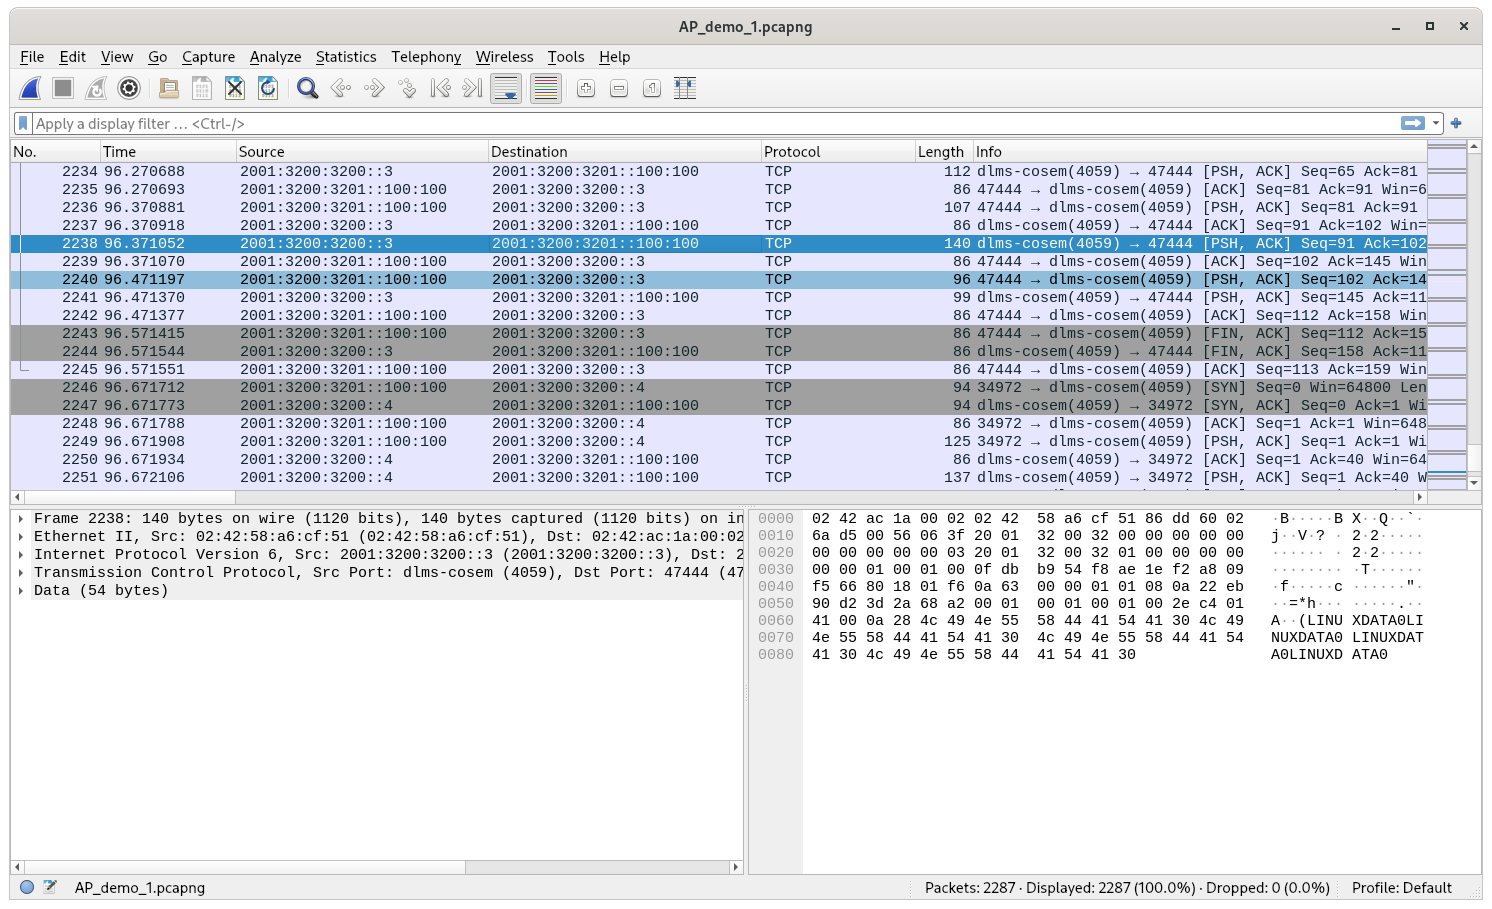 AP_demo_1.pcapng
File Edit View Go Capture Analyze Statistics Telephony Wireless Tools Help
Apply a display filter … <Ctrl-/>
No. Time Source Destination Protocol Length Info
2234 96.270688 2001:3200:3200::3 2001:3200:3201::100:100 TCP 112 dlms-cosem(4059) → 47444 [PSH, ACK] Seq=65 Ack=81
2235 96.270693 2001:3200:3201::100:100 2001:3200:3200::3 TCP 86 47444 → dlms-cosem(4059) [ACK] Seq=81 Ack=91 Win=6
2236 96.370881 2001:3200:3201::100:100 2001:3200:3200::3 TCP 107 47444 → dlms-cosem(4059) [PSH, ACK] Seq=81 Ack=91
2237 96.370918 2001:3200:3200::3 2001:3200:3201::100:100 TCP 86 dlms-cosem(4059) → 47444 [ACK] Seq=91 Ack=102 Win=
2238 96.371052 2001:3200:3200::3 2001:3200:3201::100:100 TCP 140 dlms-cosem(4059) → 47444 [PSH, ACK] Seq=91 Ack=102
2239 96.371070 2001:3200:3201::100:100 2001:3200:3200::3 TCP 86 47444 → dlms-cosem(4059) [ACK] Seq=102 Ack=145 Win
2240 96.471197 2001:3200:3201::100:100 2001:3200:3200::3 TCP 96 47444 → dlms-cosem(4059) [PSH, ACK] Seq=102 Ack=14
2241 96.471370 2001:3200:3200::3 2001:3200:3201::100:100 TCP 99 dlms-cosem(4059) → 47444 [PSH, ACK] Seq=145 Ack=11
2242 96.471377 2001:3200:3201::100:100 2001:3200:3200::3 TCP 86 47444 → dlms-cosem(4059) [ACK] Seq=112 Ack=158 Win
2243 96.571415 2001:3200:3201::100:100 2001:3200:3200::3 TCP 86 47444 → dlms-cosem(4059) [FIN, ACK] Seq=112 Ack=15
2244 96.571544 2001:3200:3200::3 2001:3200:3201::100:100 TCP 86 dlms-cosem(4059) → 47444 [FIN, ACK] Seq=158 Ack=11
2245 96.571551 2001:3200:3201::100:100 2001:3200:3200::3 TCP 86 47444 → dlms-cosem(4059) [ACK] Seq=113 Ack=159 Win
2246 96.671712 2001:3200:3201::100:100 2001:3200:3200::4 TCP 94 34972 → dlms-cosem(4059) [SYN] Seq=0 Win=64800 Len
2247 96.671773 2001:3200:3200::4 2001:3200:3201::100:100 TCP 94 dlms-cosem(4059) → 34972 [SYN, ACK] Seq=0 Ack=1 Wi
2248 96.671788 2001:3200:3201::100:100 2001:3200:3200::4 TCP 86 34972 → dlms-cosem(4059) [ACK] Seq=1 Ack=1 Win=648
2249 96.671908 2001:3200:3201::100:100 2001:3200:3200::4 TCP 125 34972 → dlms-cosem(4059) [PSH, ACK] Seq=1 Ack=1 Wi
2250 96.671934 2001:3200:3200::4 2001:3200:3201::100:100 TCP 86 dlms-cosem(4059) → 34972 [ACK] Seq=1 Ack=40 Win=64
2251 96.672106 2001:3200:3200::4 2001:3200:3201::100:100 TCP 137 dlms-cosem(4059) → 34972 [PSH, ACK] Seq=1 Ack=40 W
Frame 2238: 140 bytes on wire (1120 bits), 140 bytes captured (1120 bits) on in
Ethernet II, Src: 02:42:58:a6:cf:51 (02:42:58:a6:cf:51), Dst: 02:42:ac:1a:00:02
Internet Protocol Version 6, Src: 2001:3200:3200::3 (2001:3200:3200::3), Dst: 2
Transmission Control Protocol, Src Port: dlms-cosem (4059), Dst Port: 47444 (47
Data (54 bytes)
0000 02 42 ac 1a 00 02 02 42 58 a6 cf 51 86 dd 60 02 ·B·····B X··Q··`·
0010 6a d5 00 56 06 3f 20 01 32 00 32 00 00 00 00 00 j··V·? · 2·2·····
0020 00 00 00 00 00 03 20 01 32 00 32 01 00 00 00 00 ······ · 2·2·····
0030 00 00 01 00 01 00 0f db b9 54 f8 ae 1e f2 a8 09 ········ ·T······
0040 f5 66 80 18 01 f6 0a 63 00 00 01 01 08 0a 22 eb ·f·····c ······"·
0050 90 d2 3d 2a 68 a2 00 01 00 01 00 01 00 2e c4 01 ··=*h··· ·····.··
0060 41 00 0a 28 4c 49 4e 55 58 44 41 54 41 30 4c 49 A··(LINU XDATA0LI
0070 4e 55 58 44 41 54 41 30 4c 49 4e 55 58 44 41 54 NUXDATA0 LINUXDAT
0080 41 30 4c 49 4e 55 58 44 41 54 41 30 A0LINUXD ATA0
AP_demo_1.pcapng Packets: 2287 · Displayed: 2287 (100.0%) · Dropped: 0 (0.0%) Profile: Default